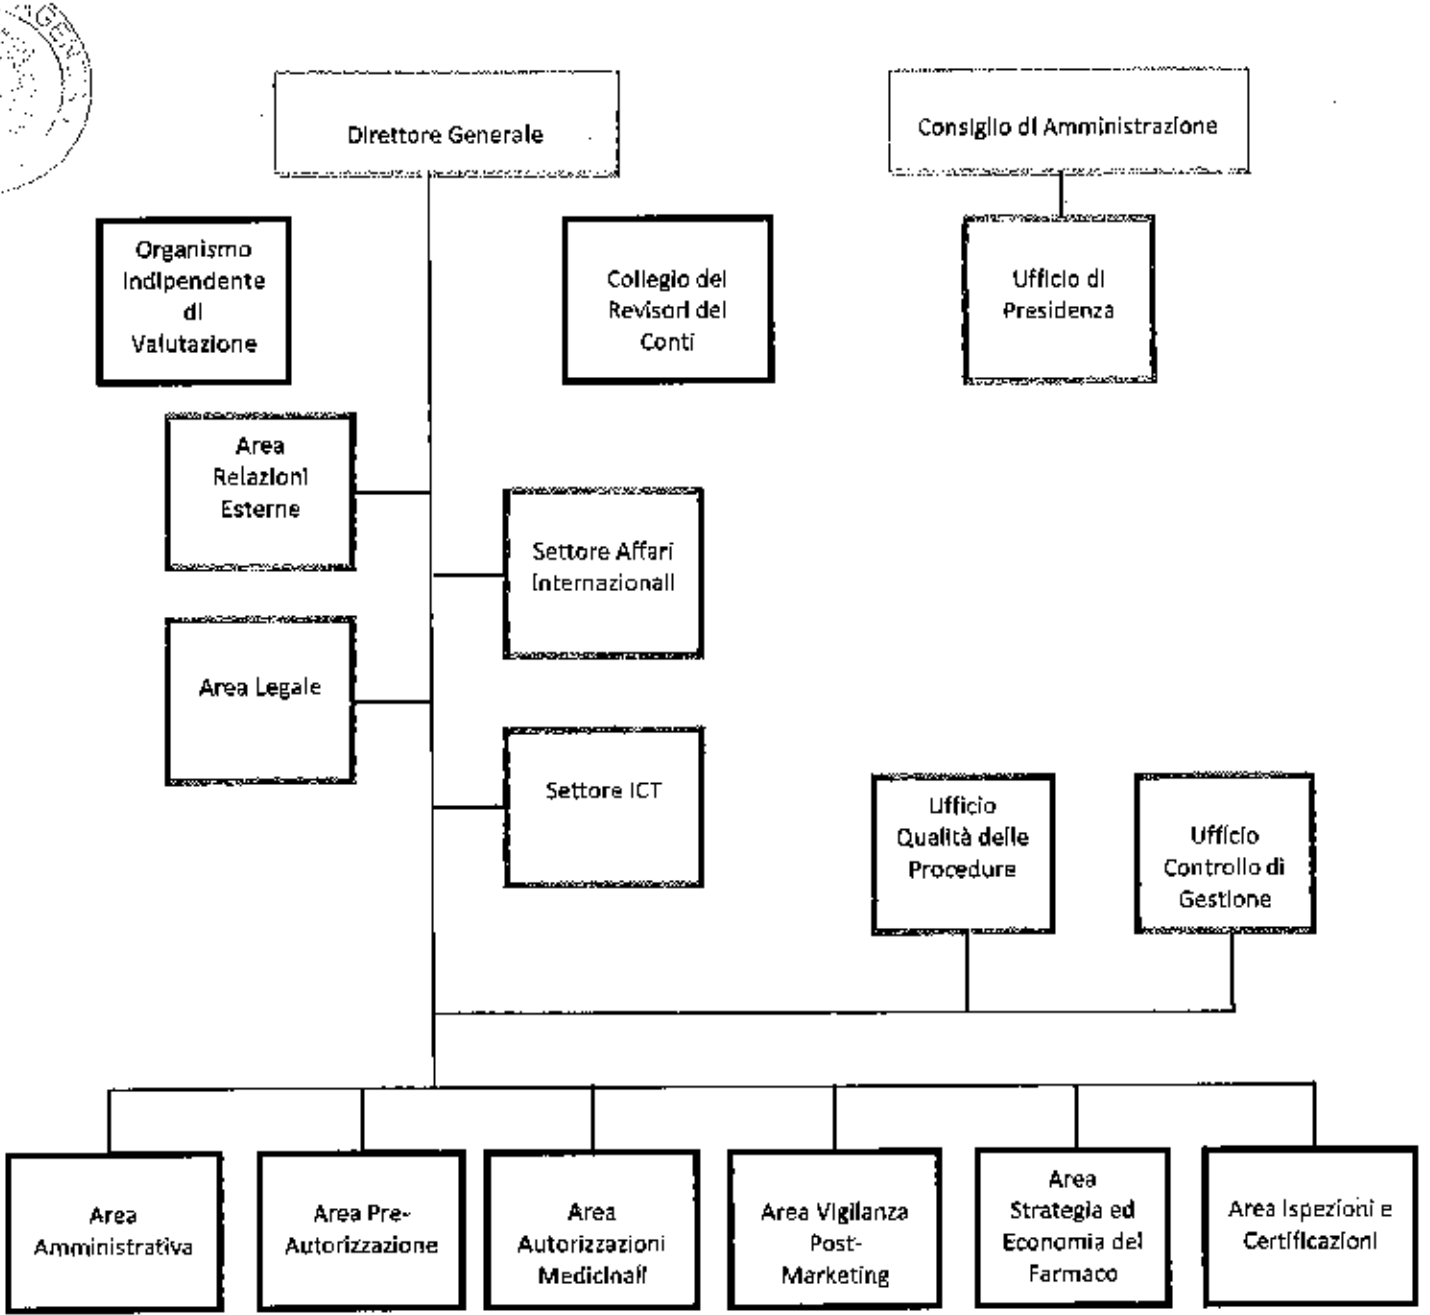 AGEN
Direttore Generale
Consiglio di Amministrazione
Organismo
Indipendente
di
Valutazione
Collegio dei
Revisori dei
Conti
Ufficio di
Presidenza
Area
Relazioni
Esterne
Settore Affari
Internazionali
Area Legale
Settore ICT
Ufficio
Qualità delle
Procedure
Ufficio
Controllo di
Gestione
Area
Amministrativa
Area Pre-
Autorizzazione
Area
Autorizzazioni
Medicinali
Area Vigilanza
Post-
Marketing
Area
Strategia ed
Economia del
Farmaco
Area Ispezioni e
Certificazioni